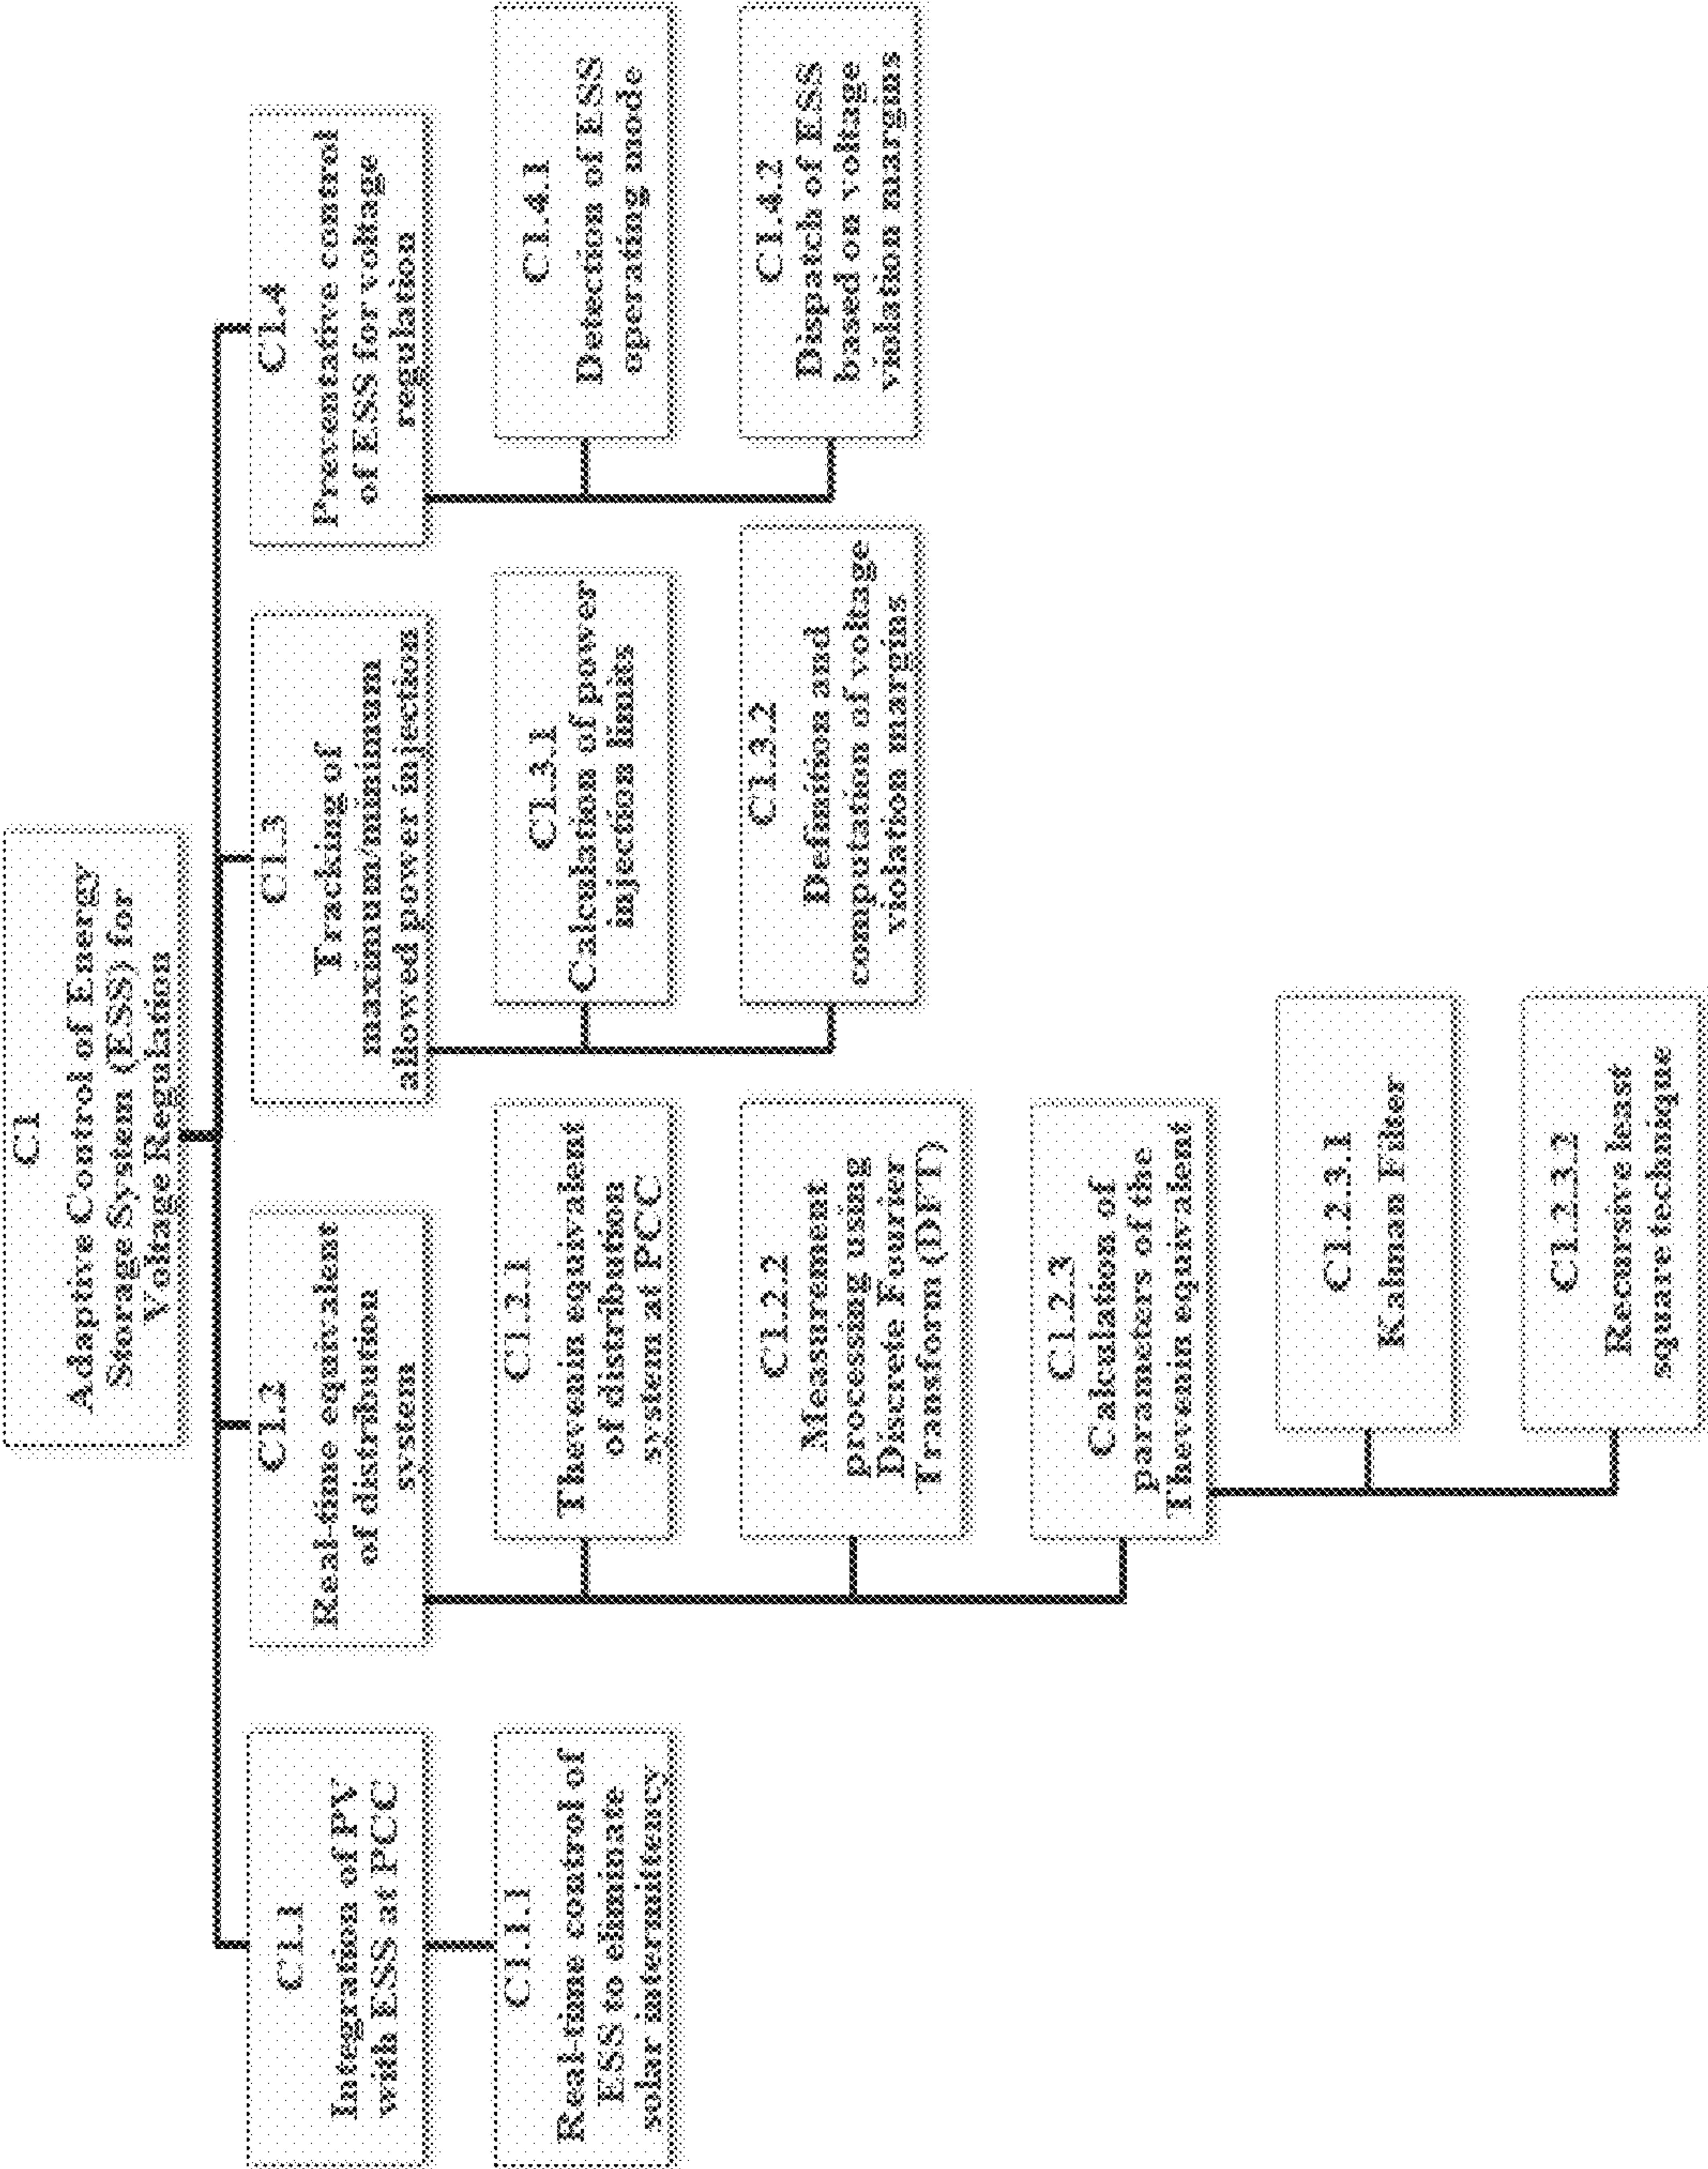 C1
Adaptive Control of Energy
Storage System (ESS) for
Voltage Regulation
C1.1
Integration of PV
with ESS at PCC
C1.1.1
Real-time control of
ESS to eliminate
solar intermittency
C1.2
Real-time equivalent
of distribution
system
C1.2.1
Thevenin equivalent
of distribution
system at PCC
C1.2.2
Measurement
processing using
Discrete Fourier
Transform (DFT)
C1.2.3
Calculation of
parameters of the
Thevenin equivalent
C1.2.3.1
Kalman Filter
C1.2.3.2
Recursive least
square technique
C1.3
Tracking of
maximum/minimum
allowed power injection
C1.3.1
Calculation of power
injection limits
C1.3.2
Definition and
computation of voltage
violation margins
C1.4
Preventative control
of ESS for voltage
regulation
C1.4.1
Detection of ESS
operating mode
C1.4.2
Dispatch of ESS
based on voltage
violation margins